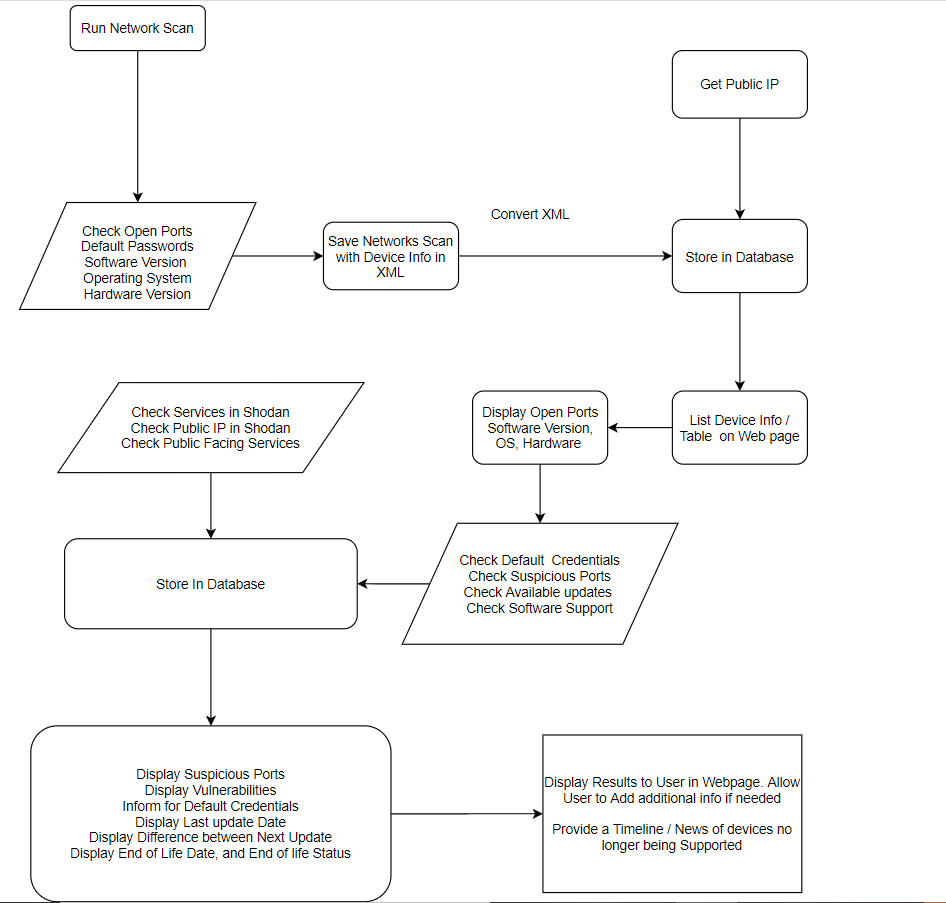 Run Network Scan
Get Public IP
Check Open Ports
Default Passwords
Software Version
Operating System
Hardware Version
Save Networks Scan
with Device Info in
XML
Convert XML
Store in Database
Check Services in Shodan
Check Public IP in Shodan
Check Public Facing Services
Display Open Ports
Software Version,
OS, Hardware
List Device Info /
Table on Web page
Store In Database
Check Default Credentials
Check Suspicious Ports
Check Available updates
Check Software Support
Display Suspicious Ports
Display Vulnerabilities
Inform for Default Credentials
Display Last update Date
Display Difference between Next Update
Display End of Life Date, and End of life Status
Display Results to User in Webpage. Allow
User to Add additional info if needed
Provide a Timeline / News of devices no
longer being Supported